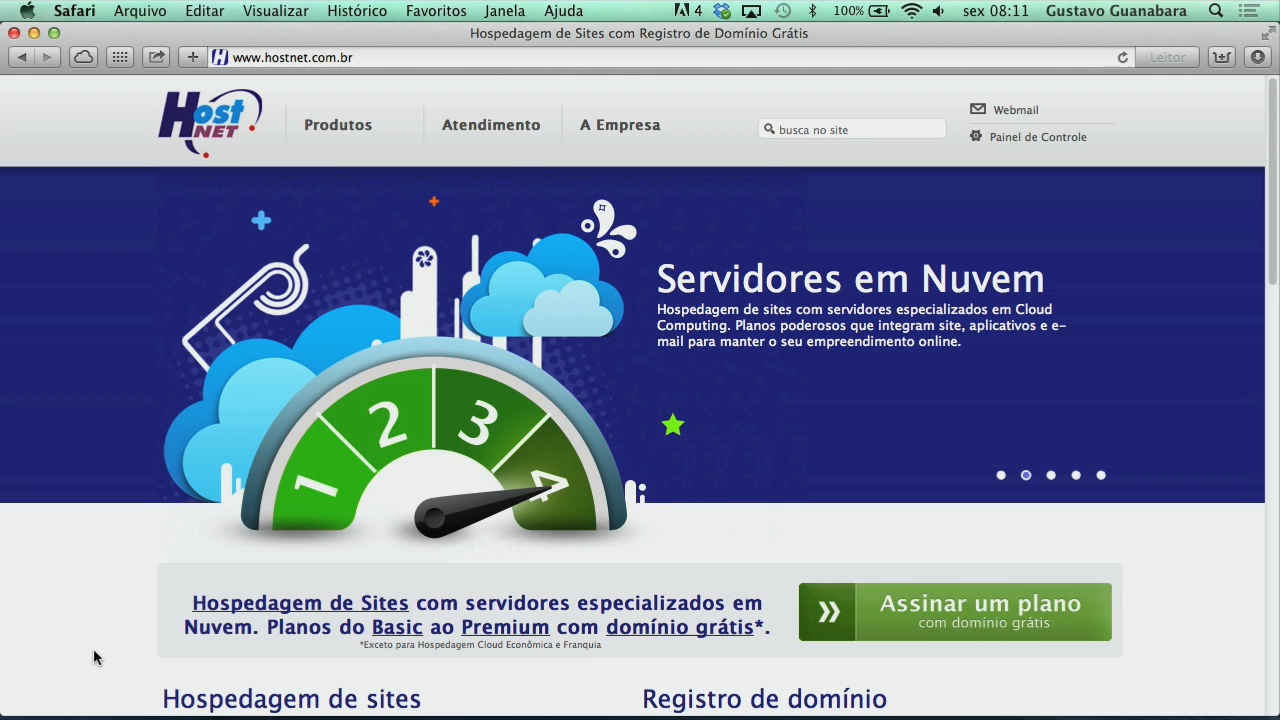 Safari Arquivo Editar Visualizar Histórico Favoritos Janela Ajuda 4 100% sex 08:11 Gustavo Guanabara
Hospedagem de Sites com Registro de Domínio Grátis
www.hostnet.com.br Leitor
HOST NET
Produtos Atendimento A Empresa
busca no site
Webmail
Painel de Controle
Servidores em Nuvem
Hospedagem de sites com servidores especializados em Cloud
Computing. Planos poderosos que integram site, aplicativos e e-
mail para manter o seu empreendimento online.
1 2 3 4
Hospedagem de Sites com servidores especializados em
Nuvem. Planos do Basic ao Premium com domínio grátis*.
*Exceto para Hospedagem Cloud Econômica e Franquia
Assinar um plano
com domínio grátis
Hospedagem de sites
Registro de domínio